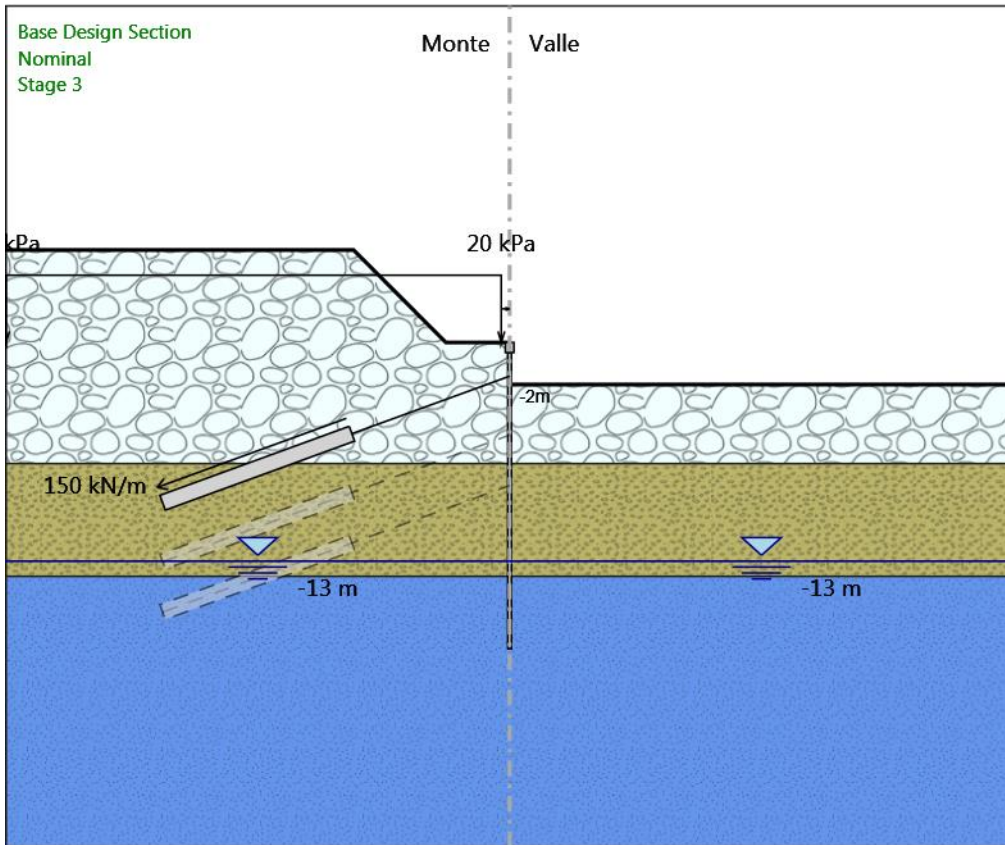 Base Design Section
Nominal
Stage 3
Monte
Valle
kPa
20 kPa
-2m
150 kN/m
-13 m
-13 m